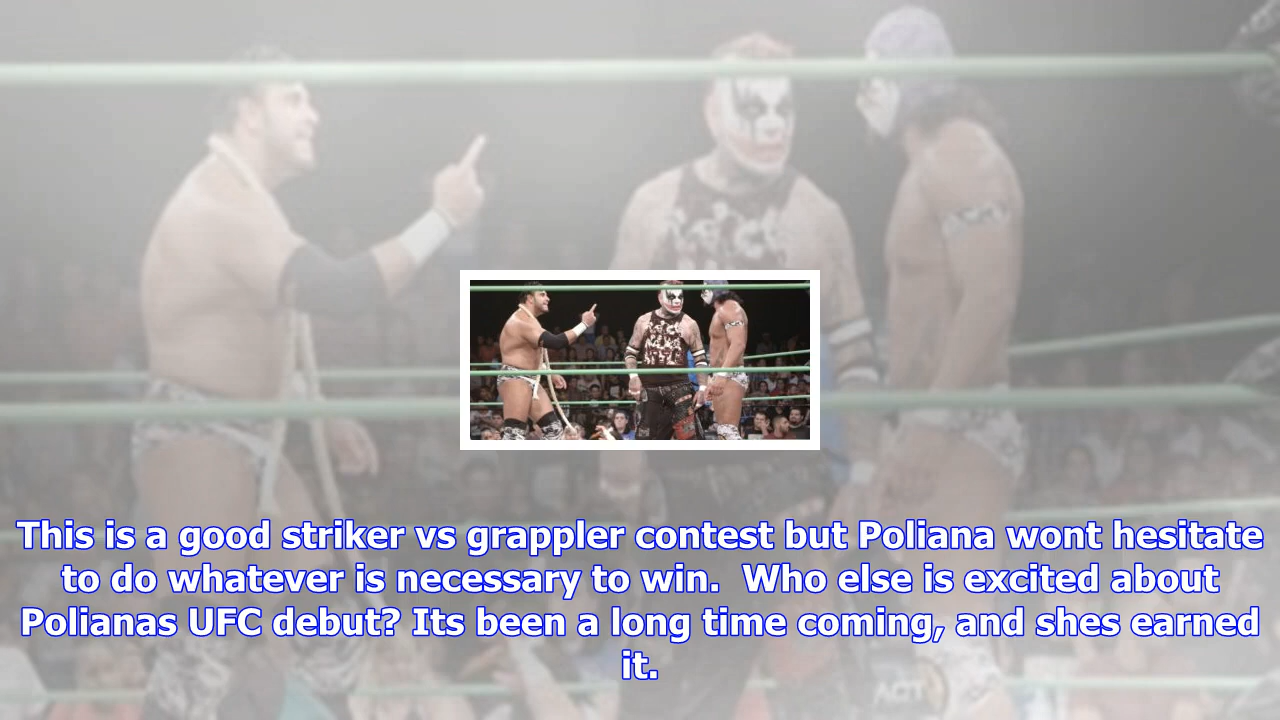 This is a good striker vs grappler contest but Poliana wont hesitate
to do whatever is necessary to win.  Who else is excited about
Polianas UFC debut? Its been a long time coming, and shes earned
it.